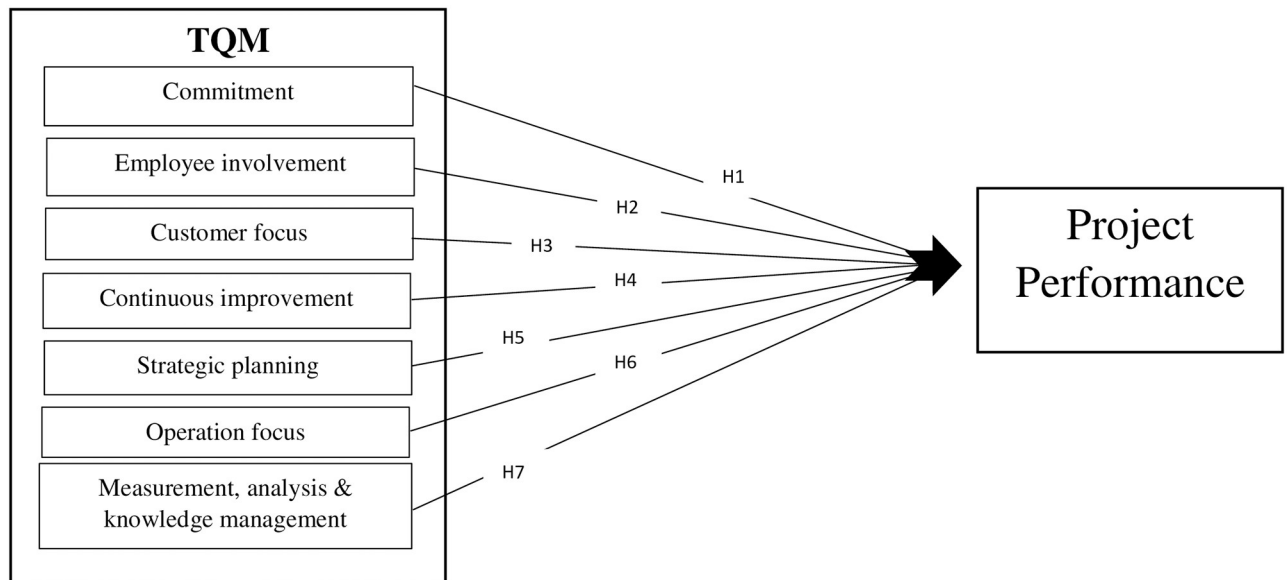 TQM
Commitment
Employee involvement
Customer focus
Continuous improvement
Strategic planning
Operation focus
Measurement, analysis &
knowledge management
H1
H2
H3
H4
H5
H6
H7
Project
Performance